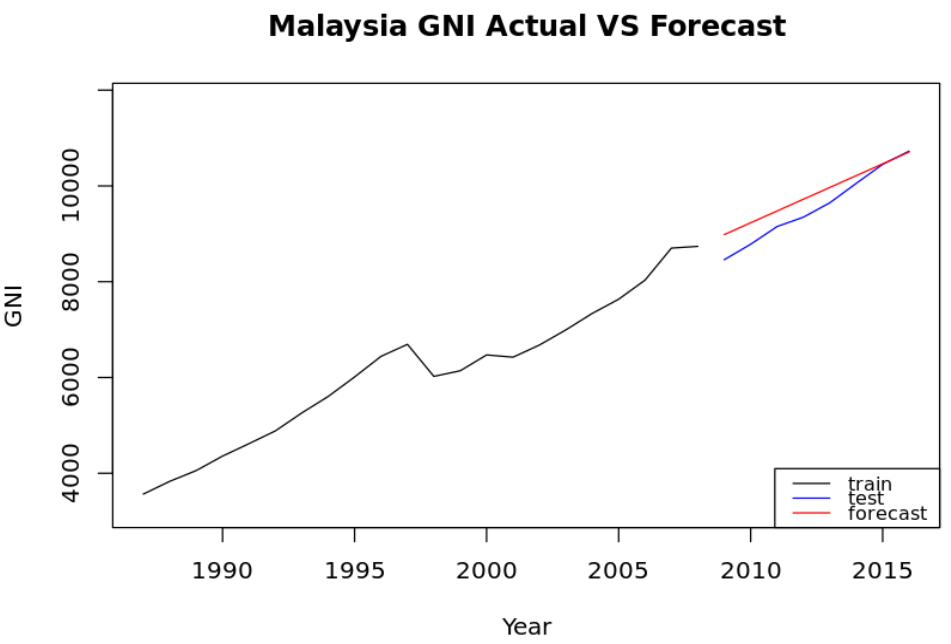 Malaysia GNI Actual VS Forecast
GNI
10000
8000
6000
4000
train
test
forecast
1990 1995 2000 2005 2010 2015
Year